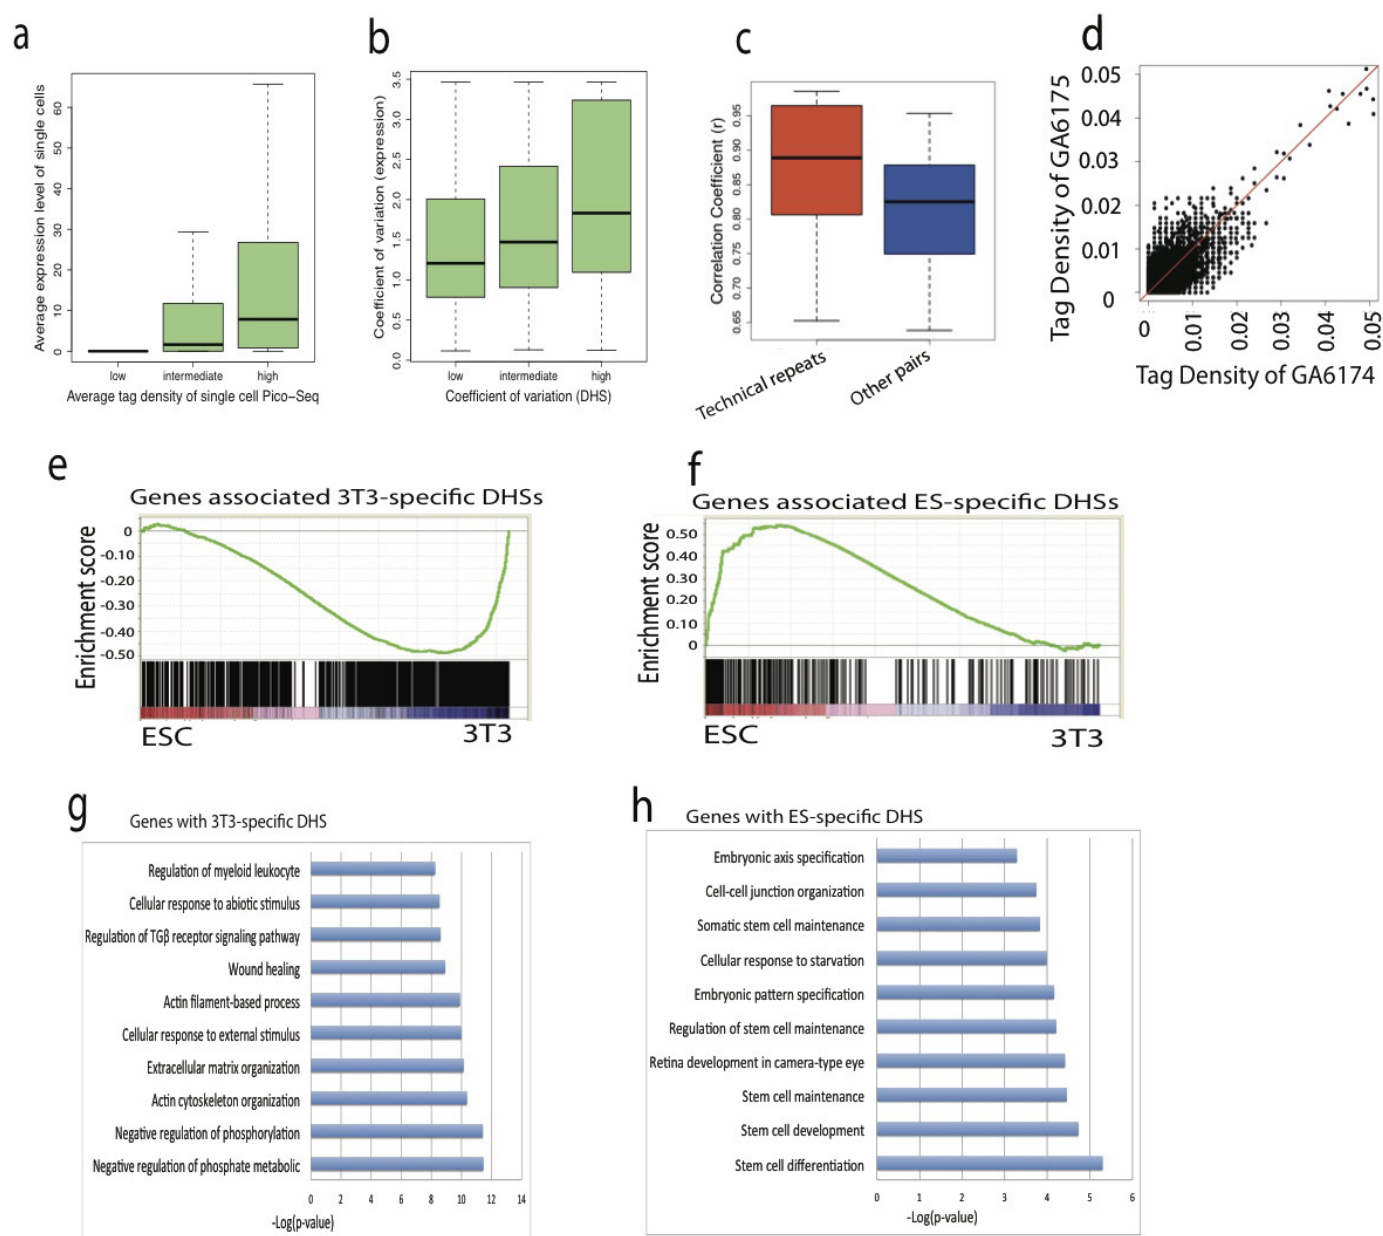 a
Average expression level of single cells
60
50
40
30
20
10
0
low intermediate high
Average tag density of single cell Pico-Seq
b
Coefficient of variation (expression)
3.5
3.0
2.5
2.0
1.5
1.0
0.5
0.0
low intermediate high
Coefficient of variation (DHS)
c
Correlation Coefficient (r)
0.95
0.90
0.85
0.80
0.75
0.70
0.65
Technical repeats
Other pairs
d
Tag Density of GA6175
0.05
0.04
0.03
0.02
0.01
0
0 0.01 0.02 0.03 0.04 0.05
Tag Density of GA6174
e
Genes associated 3T3-specific DHSs
Enrichment score
0
-0.10
-0.20
-0.30
-0.40
-0.50
ESC 3T3
f
Genes associated ES-specific DHSs
Enrichment score
0.50
0.40
0.30
0.20
0.10
0
ESC 3T3
g
Genes with 3T3-specific DHS
Regulation of myeloid leukocyte
Cellular response to abiotic stimulus
Regulation of TGβ receptor signaling pathway
Wound healing
Actin filament-based process
Cellular response to external stimulus
Extracellular matrix organization
Actin cytoskeleton organization
Negative regulation of phosphorylation
Negative regulation of phosphate metabolic
0 2 4 6 8 10 12 14
-Log(p-value)
h
Genes with ES-specific DHS
Embryonic axis specification
Cell-cell junction organization
Somatic stem cell maintenance
Cellular response to starvation
Embryonic pattern specification
Regulation of stem cell maintenance
Retina development in camera-type eye
Stem cell maintenance
Stem cell development
Stem cell differentiation
0 1 2 3 4 5 6
-Log(p-value)